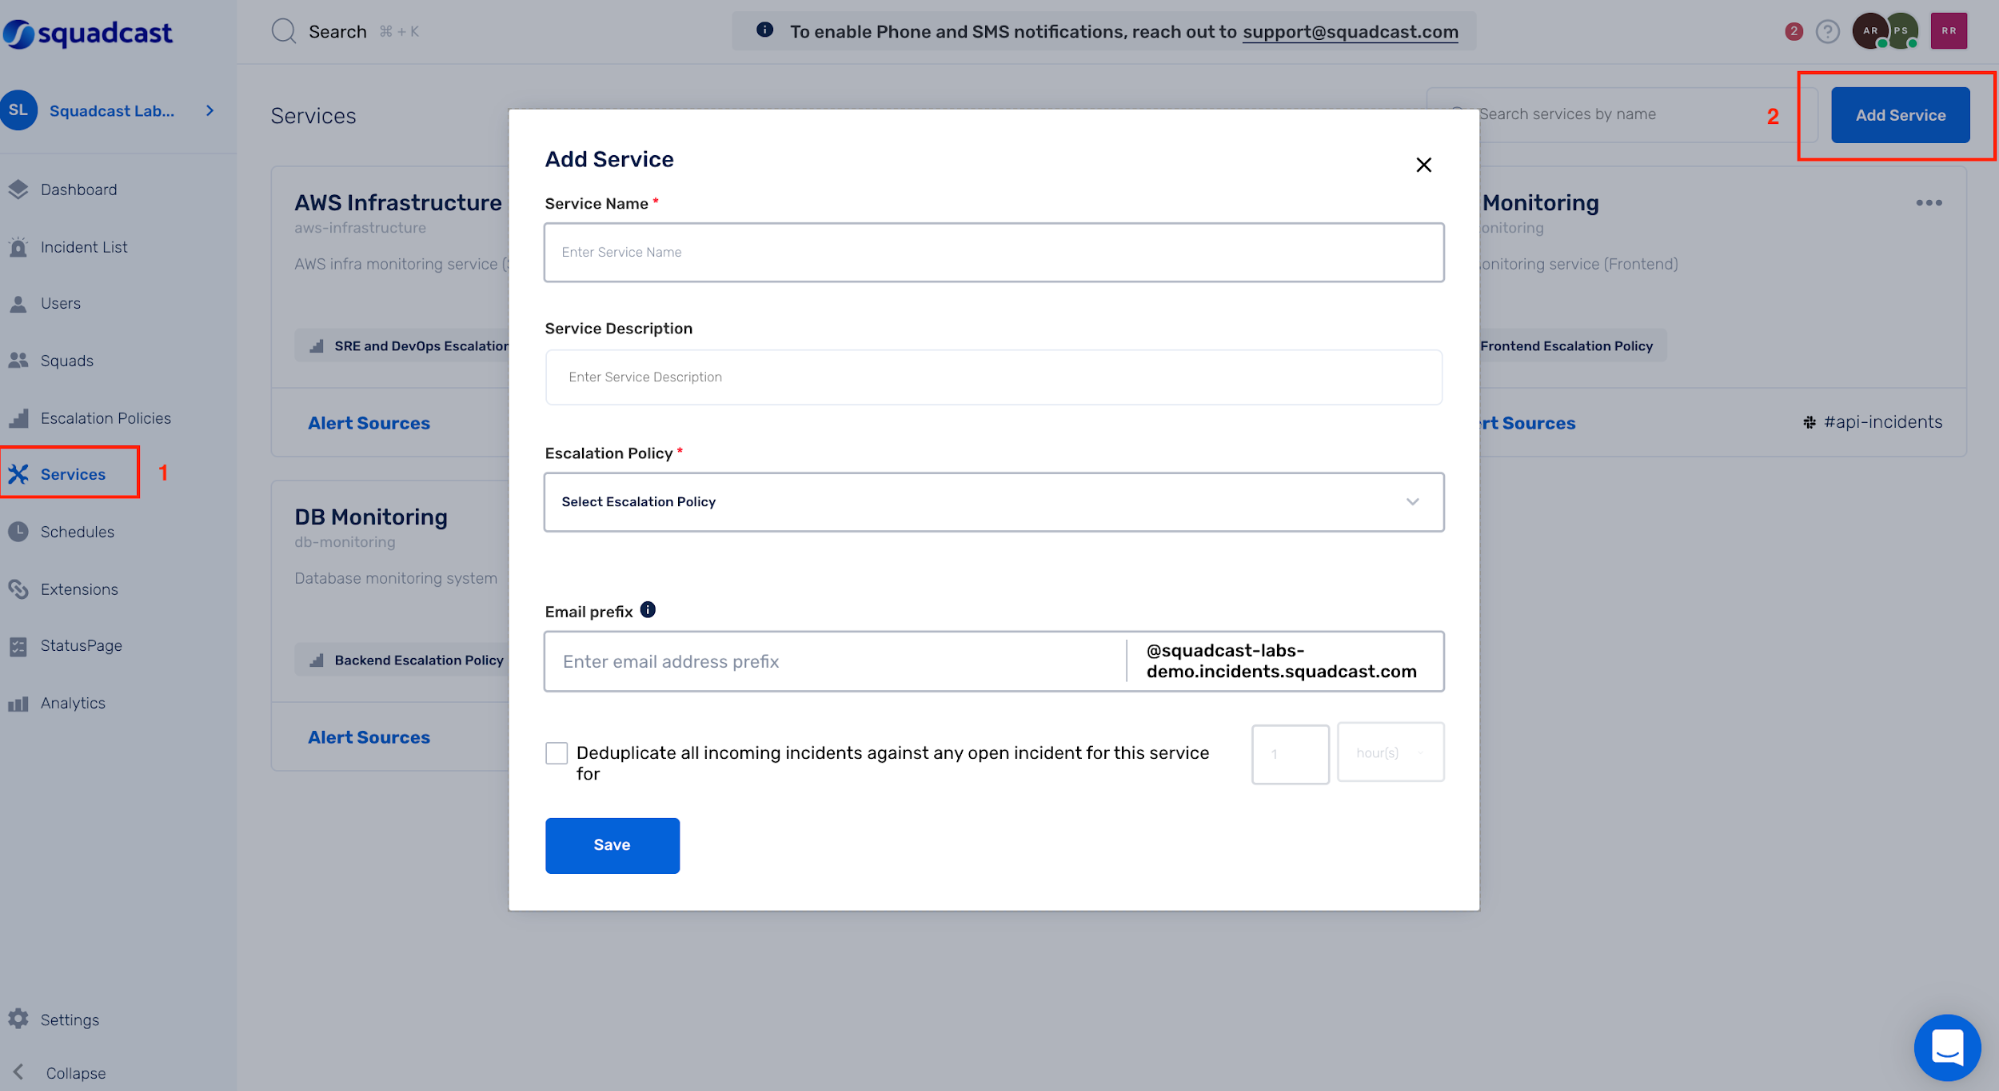 squadcast
Search ⌘ + K
To enable Phone and SMS notifications, reach out to support@squadcast.com
2
?
AR
PS
RR
SL
Squadcast Lab...
Services
Search services by name
2
Add Service
Dashboard
Incident List
Users
Squads
Escalation Policies
Services
1
Schedules
Extensions
StatusPage
Analytics
Settings
Collapse
AWS Infrastructure
aws-infrastructure
AWS infra monitoring service (
SRE and DevOps Escalation
Alert Sources
DB Monitoring
db-monitoring
Database monitoring system
Backend Escalation Policy
Alert Sources
Add Service
Service Name *
Enter Service Name
Service Description
Enter Service Description
Escalation Policy *
Select Escalation Policy
Email prefix
Enter email address prefix
@squadcast-labs-
demo.incidents.squadcast.com
Deduplicate all incoming incidents against any open incident for this service
for
1
hour(s)
Save
Monitoring
onitoring
onitoring service (Frontend)
Frontend Escalation Policy
rt Sources
#api-incidents